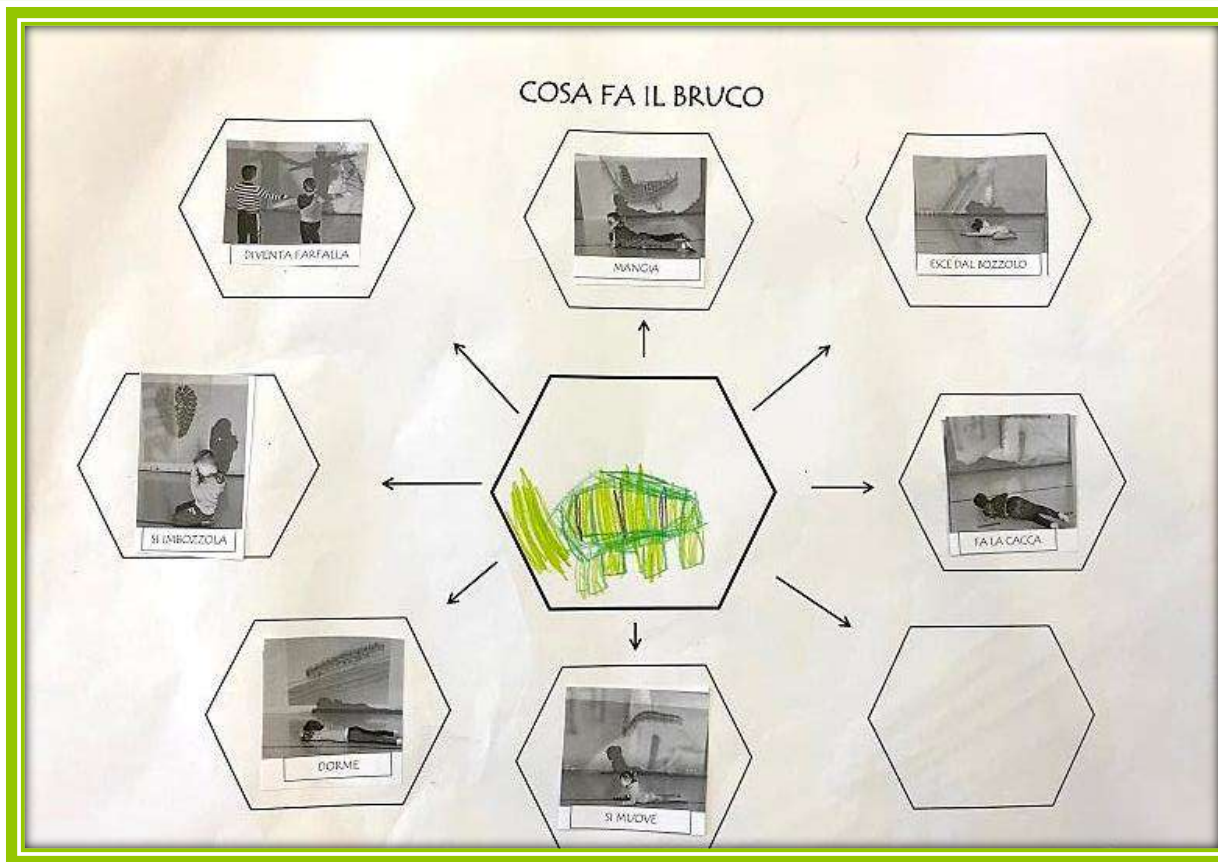 COSA FA IL BRUCO
DIVENTA FARFALLA
MANGIA
ESCE DAL BOZZOLO
SI IMBOZZOLA
FA LA CACCA
DORME
SI MUOVE